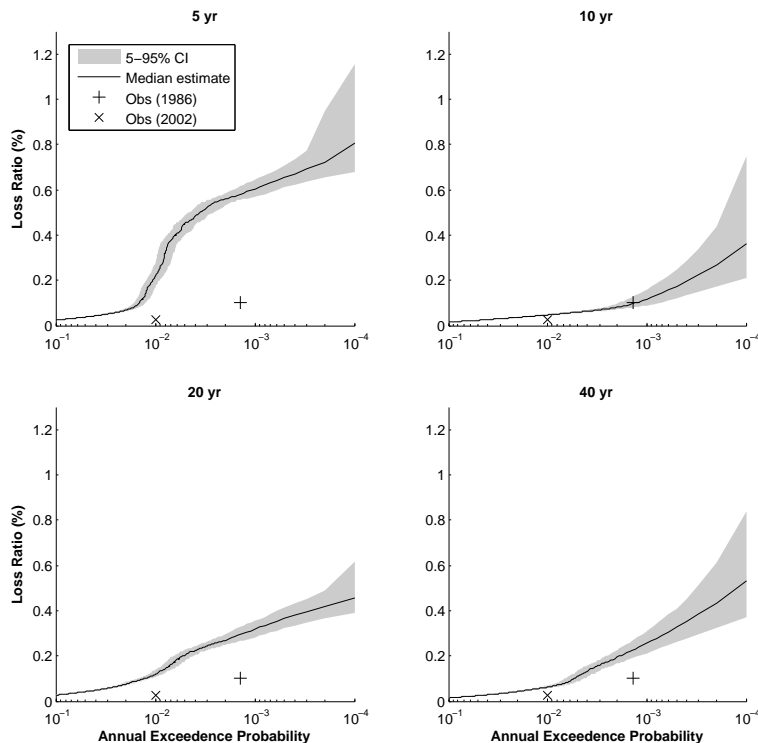 5 yr
10 yr
5−95% CI
Median estimate
Obs (1986)
Obs (2002)
Loss Ratio (%)
1.2
1
0.8
0.6
0.4
0.2
0
10⁻¹ 10⁻² 10⁻³ 10⁻⁴
1.2
1
0.8
0.6
0.4
0.2
0
10⁻¹ 10⁻² 10⁻³ 10⁻⁴
20 yr
40 yr
Loss Ratio (%)
1.2
1
0.8
0.6
0.4
0.2
0
10⁻¹ 10⁻² 10⁻³ 10⁻⁴
Annual Exceedence Probability
1.2
1
0.8
0.6
0.4
0.2
0
10⁻¹ 10⁻² 10⁻³ 10⁻⁴
Annual Exceedence Probability